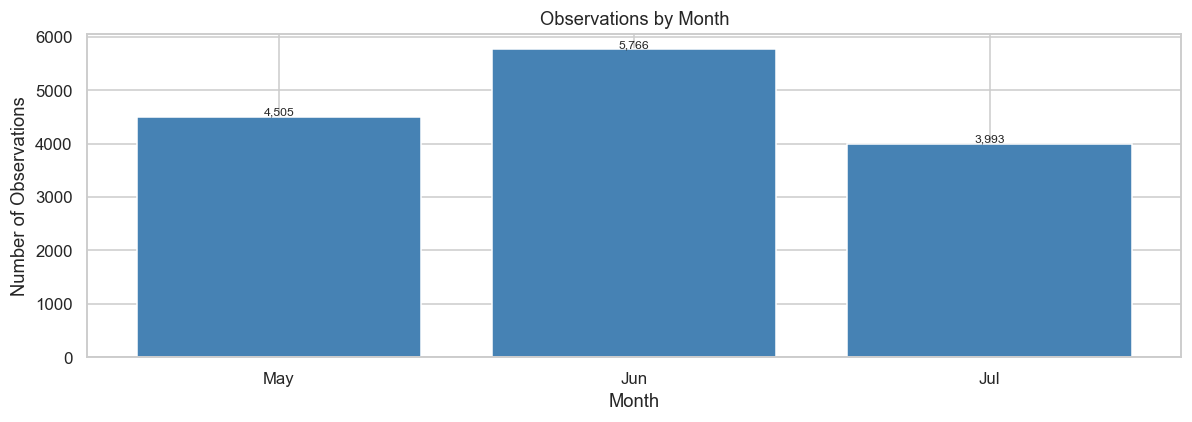 Observations by Month
Number of Observations
6000
5000
4000
3000
2000
1000
0
4,505
5,766
3,993
May
Jun
Jul
Month